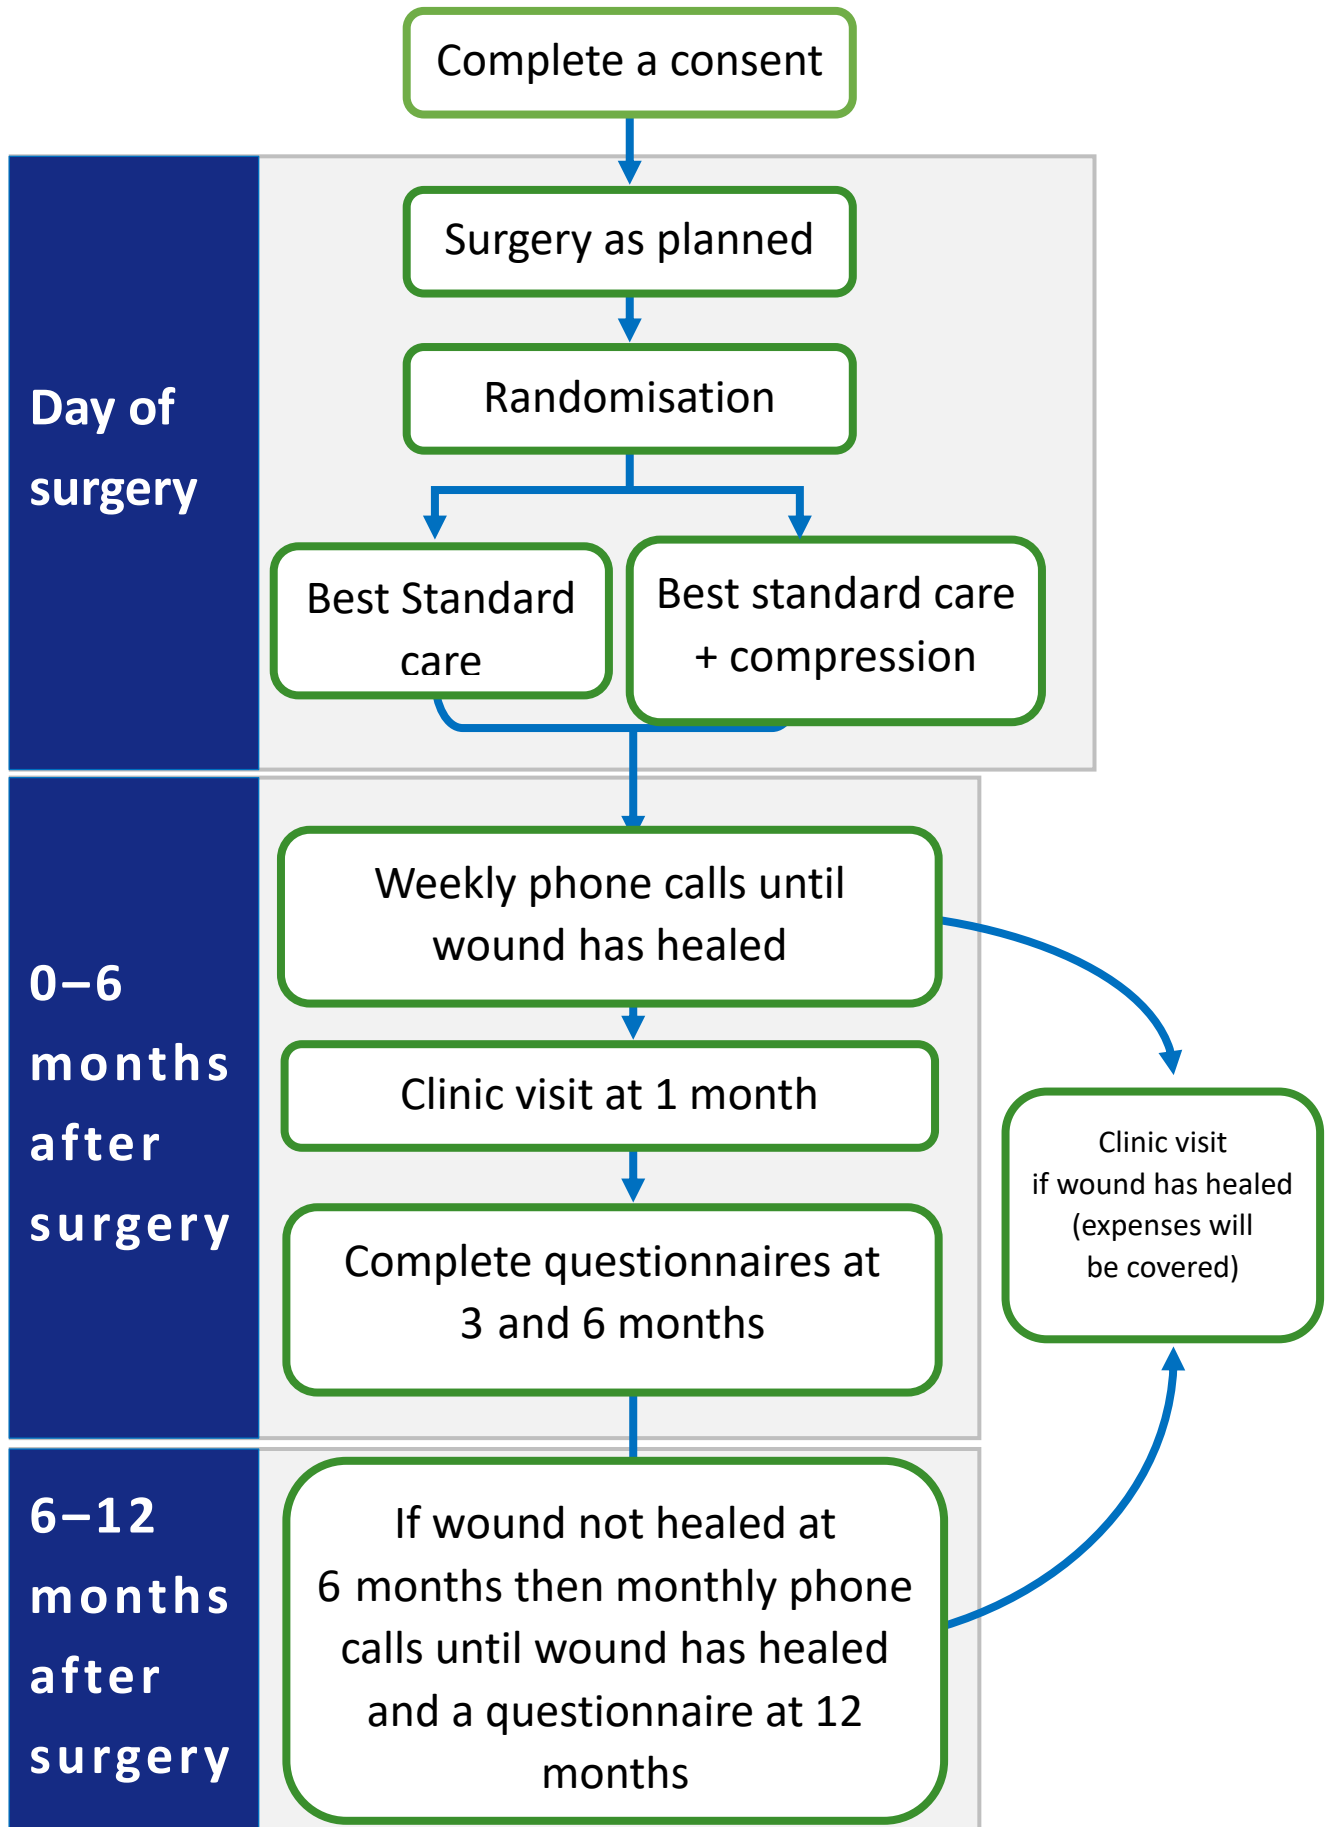 Complete a consent
Day of
surgery
Surgery as planned
Randomisation
Best Standard
care
Best standard care
+ compression
0–6
months
after
surgery
Weekly phone calls until
wound has healed
Clinic visit at 1 month
Complete questionnaires at
3 and 6 months
Clinic visit
if wound has healed
(expenses will
be covered)
6–12
months
after
surgery
If wound not healed at
6 months then monthly phone
calls until wound has healed
and a questionnaire at 12
months